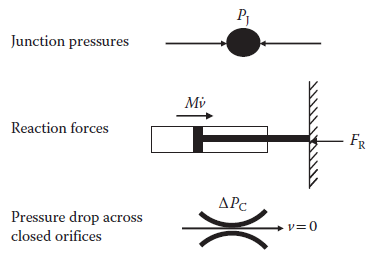 P_J
Junction pressures
Mv̇
Reaction forces
F_R
ΔP_C
Pressure drop across
closed orifices
v=0